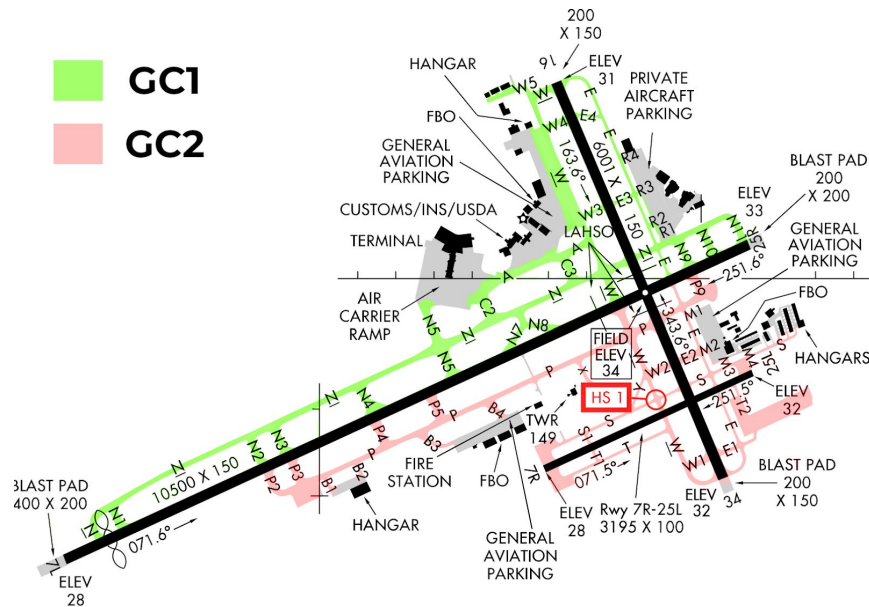 GC1
GC2
200
X 150
16
ELEV
31
HANGAR
FBO
GENERAL
AVIATION
PARKING
CUSTOMS/INS/USDA
TERMINAL
AIR
CARRIER
RAMP
PRIVATE
AIRCRAFT
PARKING
BLAST PAD
200
X 200
ELEV
33
GENERAL
AVIATION
PARKING
FBO
HANGARS
W5
W
E
W4
E4
E
163.6°
6001 X 150
R4
R3
E3
R2
R1
W
W3
LAHSO
A
C3
A
C2
N
N
E
N9
N10
N11
25R
251.6°
W
N
N5
N
N7
N8
N5
P9
343.6°
M1
P
E
FIELD
ELEV
34
M2
E2
W
W2
M3
M4
S
25L
HS 1
Y
S
251.5°
ELEV
32
T2
E
P
X
N
N4
P5
P
B4
P4
B3
P
TWR
149
S1
S
T
T1
071.5°
7R
W
W1
E1
FIRE
STATION
FBO
N2
N3
P3
P2
B1
B2
HANGAR
GENERAL
AVIATION
PARKING
ELEV
28
Rwy 7R-25L
3195 X 100
ELEV
32
34
BLAST PAD
200
X 150
N
10500 X 150
N1
N
071.6°
BLAST PAD
400 X 200
7L
ELEV
28